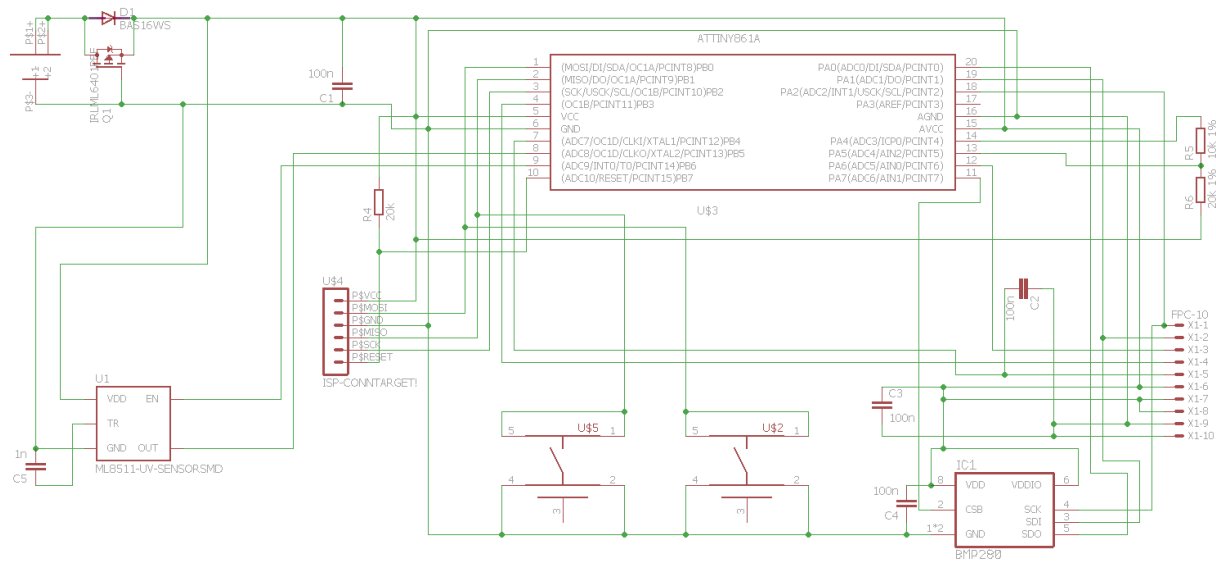 D1
BAS16WS
P$1+
P$2+
+1
+2
P$3-
Q1
100n
C1
ATTINY861A
1 (MOSI/DI/SDA/OC1A/PCINT8)PB0
2 (MISO/DO/OC1A/PCINT9)PB1
3 (SCK/USCK/SCL/OC1B/PCINT10)PB2
4 (OC1B/PCINT11)PB3
5 VCC
6 GND
7 (ADC7/OC1D/CLKI/XTAL1/PCINT12)PB4
8 (ADC8/OC1D/CLKO/XTAL2/PCINT13)PB5
9 (ADC9/INT0/T0/PCINT14)PB6
10 (ADC10/RESET/PCINT15)PB7
PA0(ADC0/DI/SDA/PCINT0) 20
PA1(ADC1/DO/PCINT1) 19
PA2(ADC2/INT1/USCK/SCL/PCINT2) 18
PA3(AREF/PCINT3) 17
AGND 16
AVCC 15
PA4(ADC3/ICP0/PCINT4) 14
PA5(ADC4/AIN2/PCINT5) 13
PA6(ADC5/AIN0/PCINT6) 12
PA7(ADC6/AIN1/PCINT7) 11
U$3
R5
10k 1%
R6
20k 1%
R4
20k
U$4
P$VCC
P$MOSI
P$GND
P$MISO
P$SCK
P$RESET
ISP-CONNTARGET!
100n
C2
FPC-10
X1-1
X1-2
X1-3
X1-4
X1-5
X1-6
X1-7
X1-8
X1-9
X1-10
U1
VDD EN
TR
GND OUT
ML8511-UV-SENSORSMD
1n
C5
C3
100n
U$5
5 1
4 2
3
U$2
5 1
4 2
3
100n
C4
IC1
8 VDD VDDIO 6
2 CSB SCK 4
SDI 3
1*2 GND SDO 5
BMP280